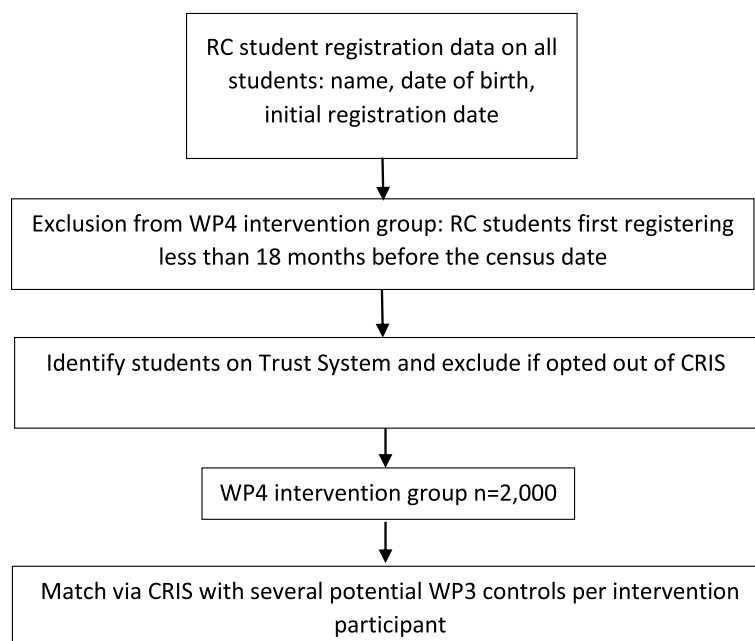 RC student registration data on all
students: name, date of birth,
initial registration date
Exclusion from WP4 intervention group: RC students first registering
less than 18 months before the census date
Identify students on Trust System and exclude if opted out of CRIS
WP4 intervention group n=2,000
Match via CRIS with several potential WP3 controls per intervention
participant